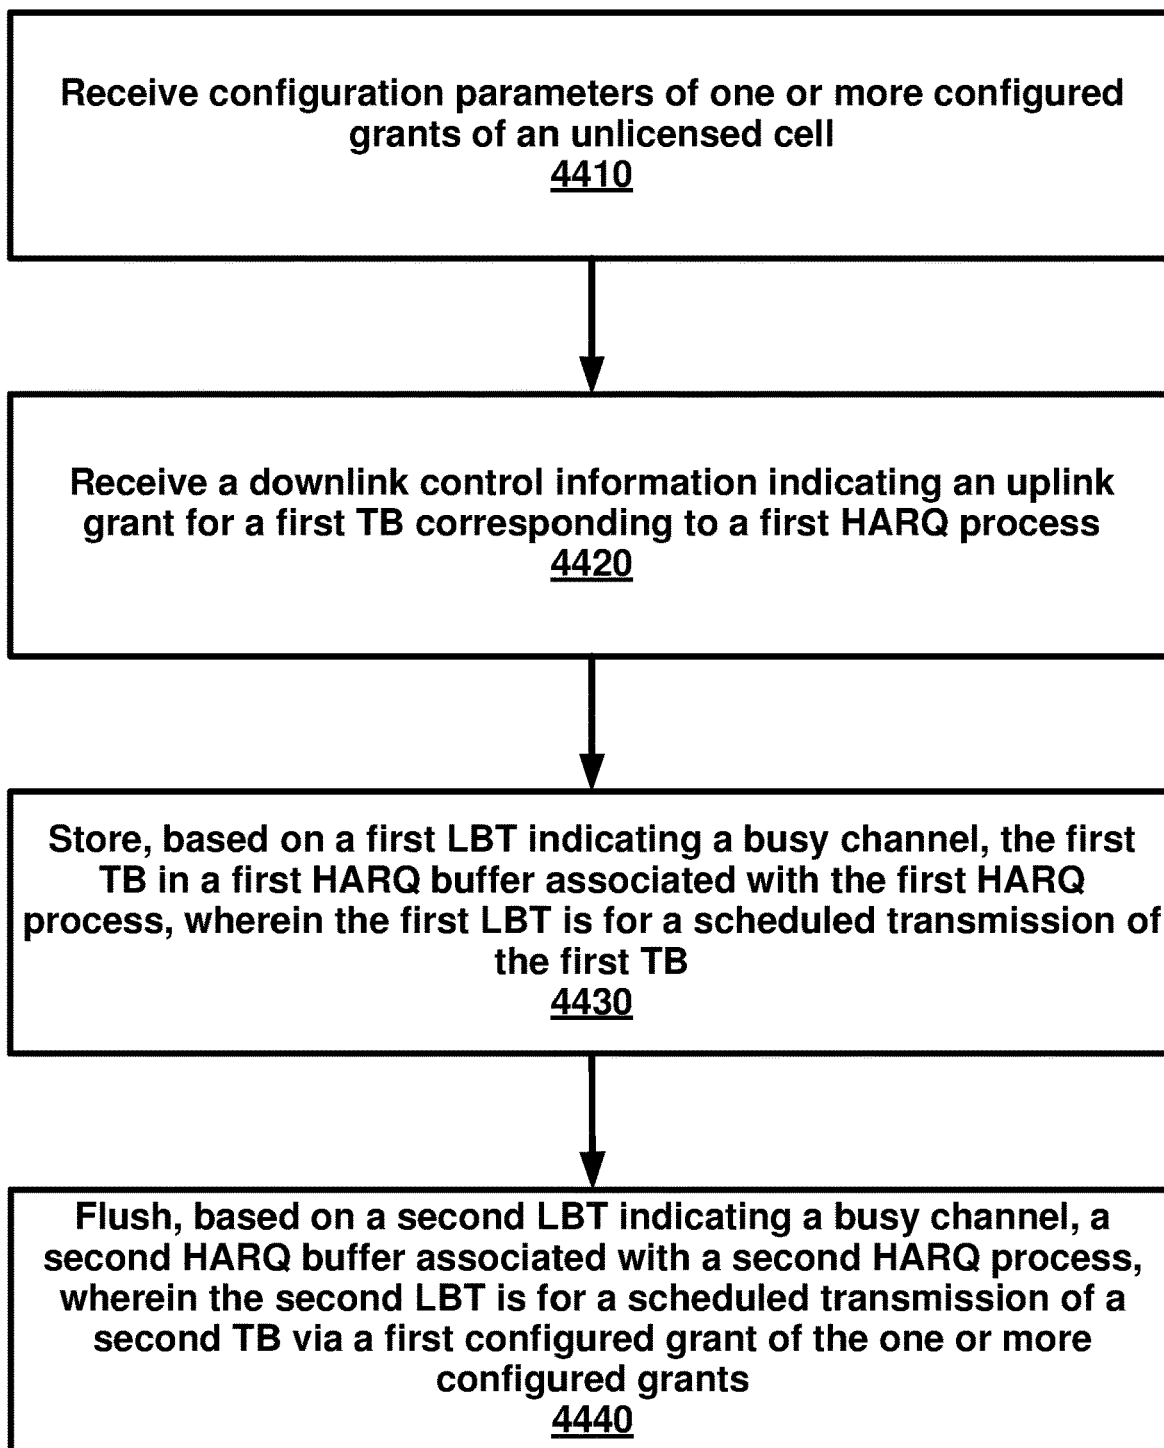 Receive configuration parameters of one or more configured
grants of an unlicensed cell
4410
Receive a downlink control information indicating an uplink
grant for a first TB corresponding to a first HARQ process
4420
Store, based on a first LBT indicating a busy channel, the first
TB in a first HARQ buffer associated with the first HARQ
process, wherein the first LBT is for a scheduled transmission of
the first TB
4430
Flush, based on a second LBT indicating a busy channel, a
second HARQ buffer associated with a second HARQ process,
wherein the second LBT is for a scheduled transmission of a
second TB via a first configured grant of the one or more
configured grants
4440